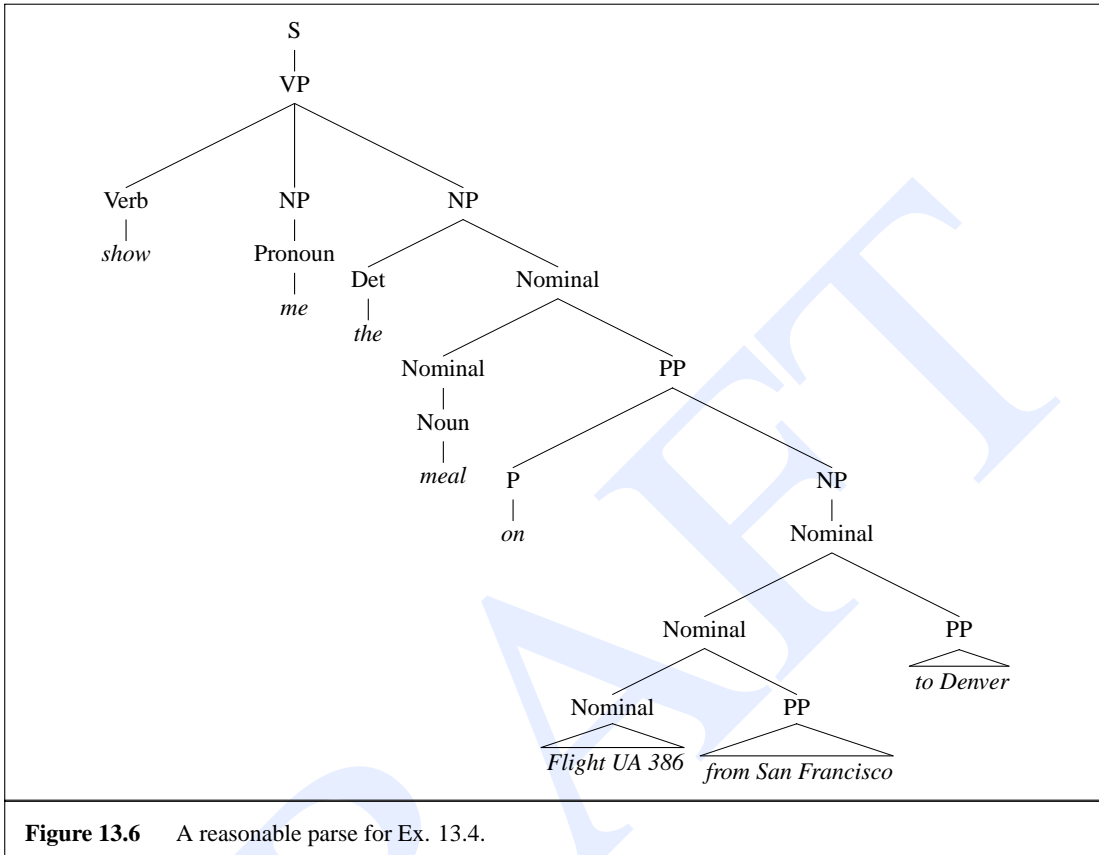 S
VP
Verb NP NP
show Pronoun Det Nominal
me the
Nominal PP
Noun
meal P NP
on Nominal
Nominal PP
to Denver
Nominal PP
Flight UA 386 from San Francisco
Figure 13.6 A reasonable parse for Ex. 13.4.
RAFT